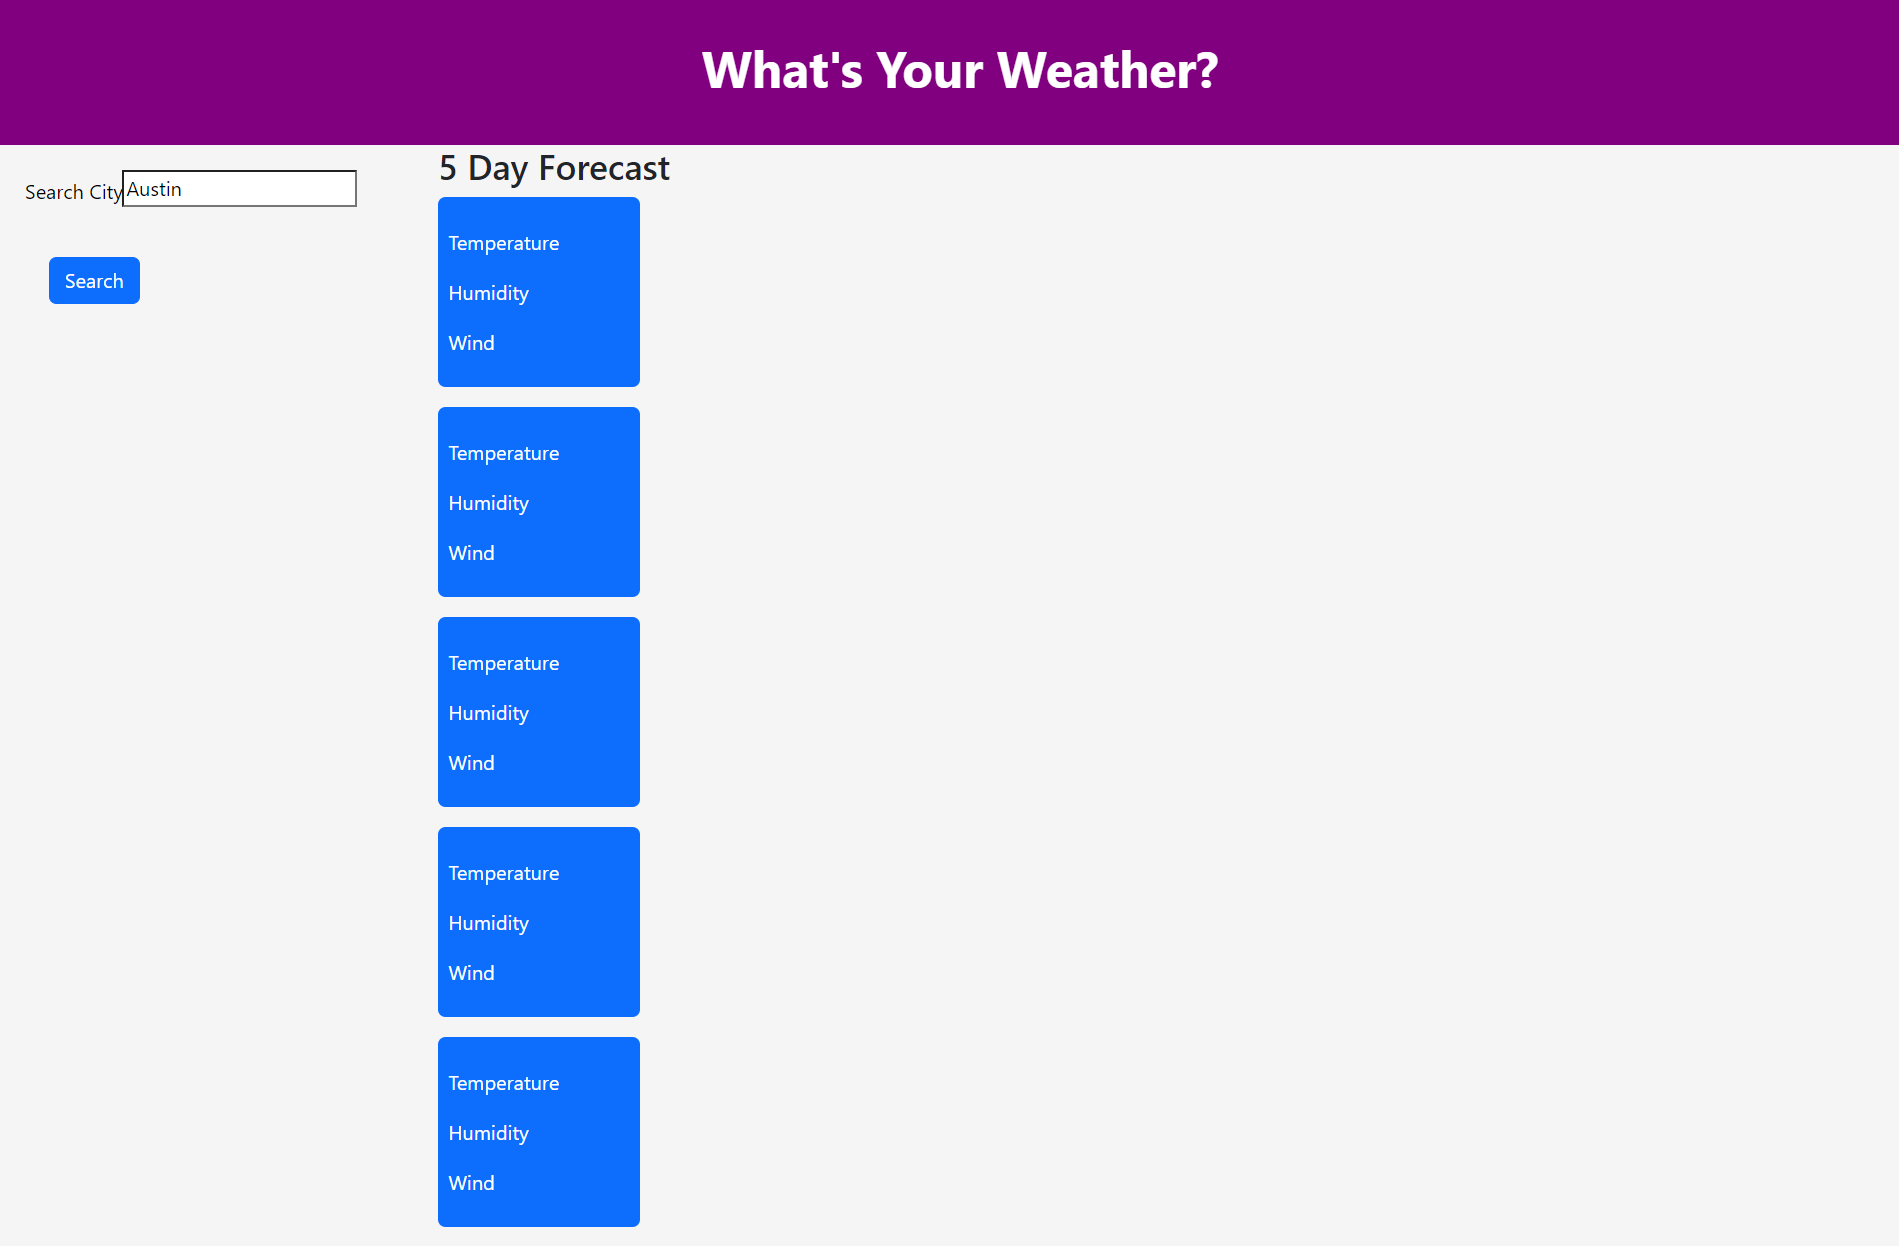 What's Your Weather?
Search City Austin
Search
5 Day Forecast
Temperature
Humidity
Wind
Temperature
Humidity
Wind
Temperature
Humidity
Wind
Temperature
Humidity
Wind
Temperature
Humidity
Wind